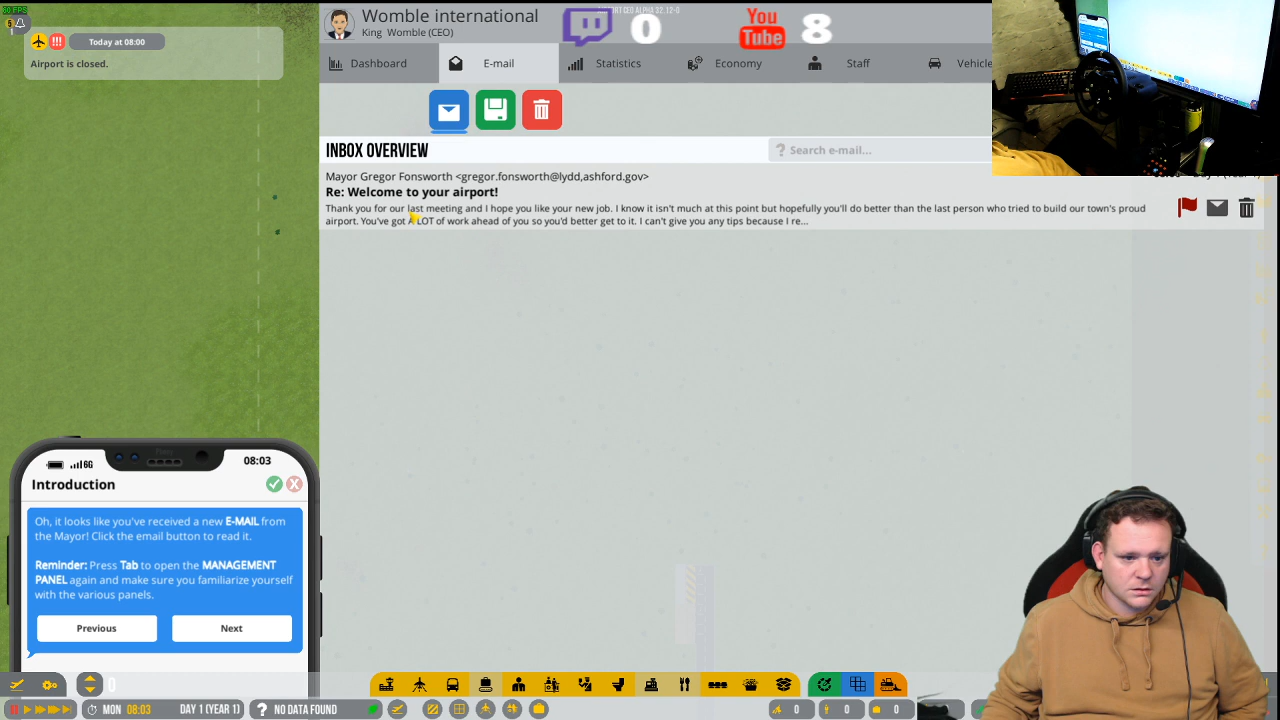 60 FPS
5
Today at 08:00
Airport is closed.
Womble international
King Womble (CEO)
0
You
Tube
8
Dashboard
E-mail
Statistics
Economy
Staff
Vehicle
INBOX OVERVIEW
? Search e-mail...
Mayor Gregor Fonsworth <gregor.fonsworth@lydd,ashford.gov>
Re: Welcome to your airport!
Thank you for our last meeting and I hope you like your new job. I know it isn't much at this point but hopefully you'll do better than the last person who tried to build our town's proud
airport. You've got A LOT of work ahead of you so you'd better get to it. I can't give you any tips because I re...
6G
08:03
Introduction
Oh, it looks like you've received a new E-MAIL from
the Mayor! Click the email button to read it.
Reminder: Press Tab to open the MANAGEMENT
PANEL again and make sure you familiarize yourself
with the various panels.
Previous
Next
0
MON 08:03
DAY 1 (YEAR 1)
? NO DATA FOUND
0
0
0